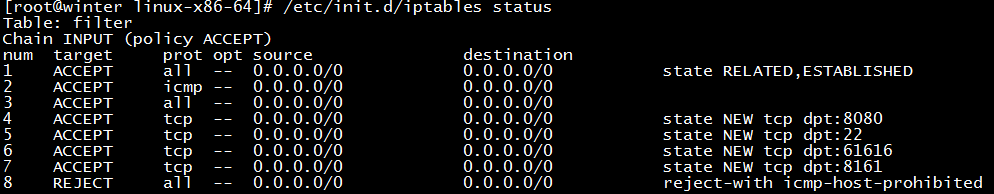 [root@winter linux-x86-64]# /etc/init.d/iptables status
Table: filter
Chain INPUT (policy ACCEPT)
num  target     prot opt source               destination
1    ACCEPT     all  --  0.0.0.0/0            0.0.0.0/0           state RELATED,ESTABLISHED
2    ACCEPT     icmp --  0.0.0.0/0            0.0.0.0/0
3    ACCEPT     all  --  0.0.0.0/0            0.0.0.0/0
4    ACCEPT     tcp  --  0.0.0.0/0            0.0.0.0/0           state NEW tcp dpt:8080
5    ACCEPT     tcp  --  0.0.0.0/0            0.0.0.0/0           state NEW tcp dpt:22
6    ACCEPT     tcp  --  0.0.0.0/0            0.0.0.0/0           state NEW tcp dpt:61616
7    ACCEPT     tcp  --  0.0.0.0/0            0.0.0.0/0           state NEW tcp dpt:8161
8    REJECT     all  --  0.0.0.0/0            0.0.0.0/0           reject-with icmp-host-prohibited